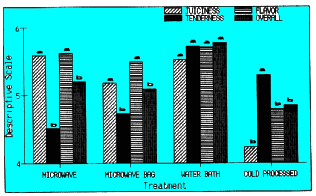 JUICINESS FLAVOR
TENDERNESS OVERALL
Descriptive Scale
6
5
4
a b a b
b b a b
a a a a
b a b b
MICROWAVE MICROWAVE BAG WATER BATH COLD PROCESSED
Treatment